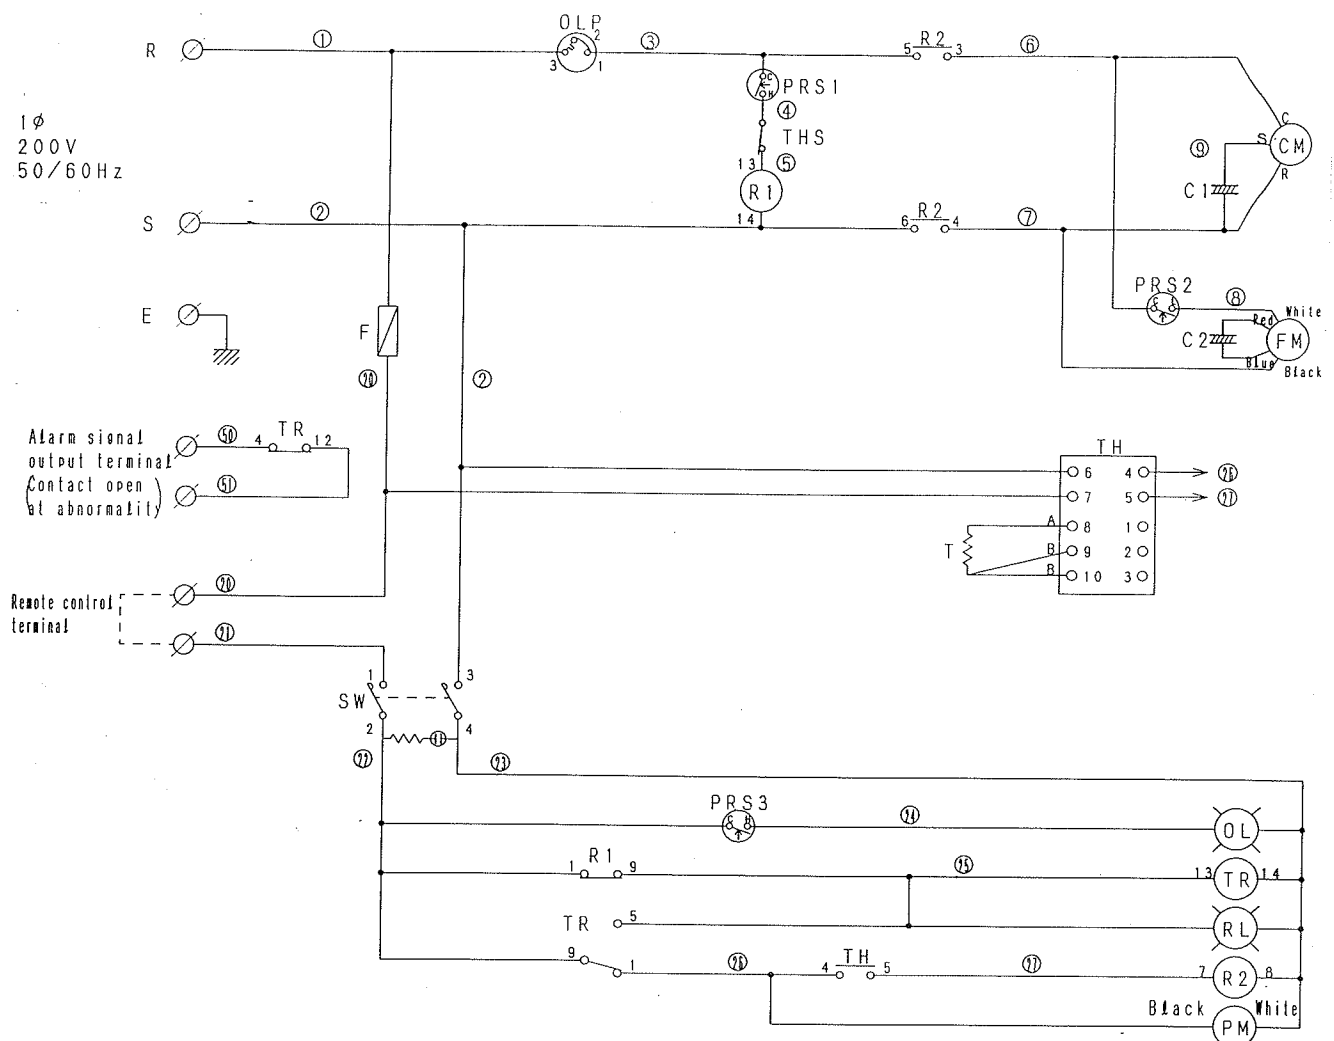 OLP
R ① 3 2 1 ③ 5 R2 3 ⑥
1φ
200V
50/60Hz
C H PRS1
④
THS
13 ⑤
R1
14
C
S CM
R
⑨
C1
S ② 6 R2 4 ⑦
E
F
⑳
②
PRS2
C L ⑧ White
Red
C2 FM
Blue
Black
Alarm signal
output terminal
(Contact open
at abnormality)
㊿ 4 TR 12
51
TH
6 4 26
7 5 27
A 8 1
T B 9 2
B 10 3
Remote control
terminal
⑳
21
1 3
SW
2 4
22 23
PRS3
C H 24 OL
1 R1 9 25 13 TR 14
TR 5 RL
9 1 26 4 TH 5 27 7 R2 8
Black PM White